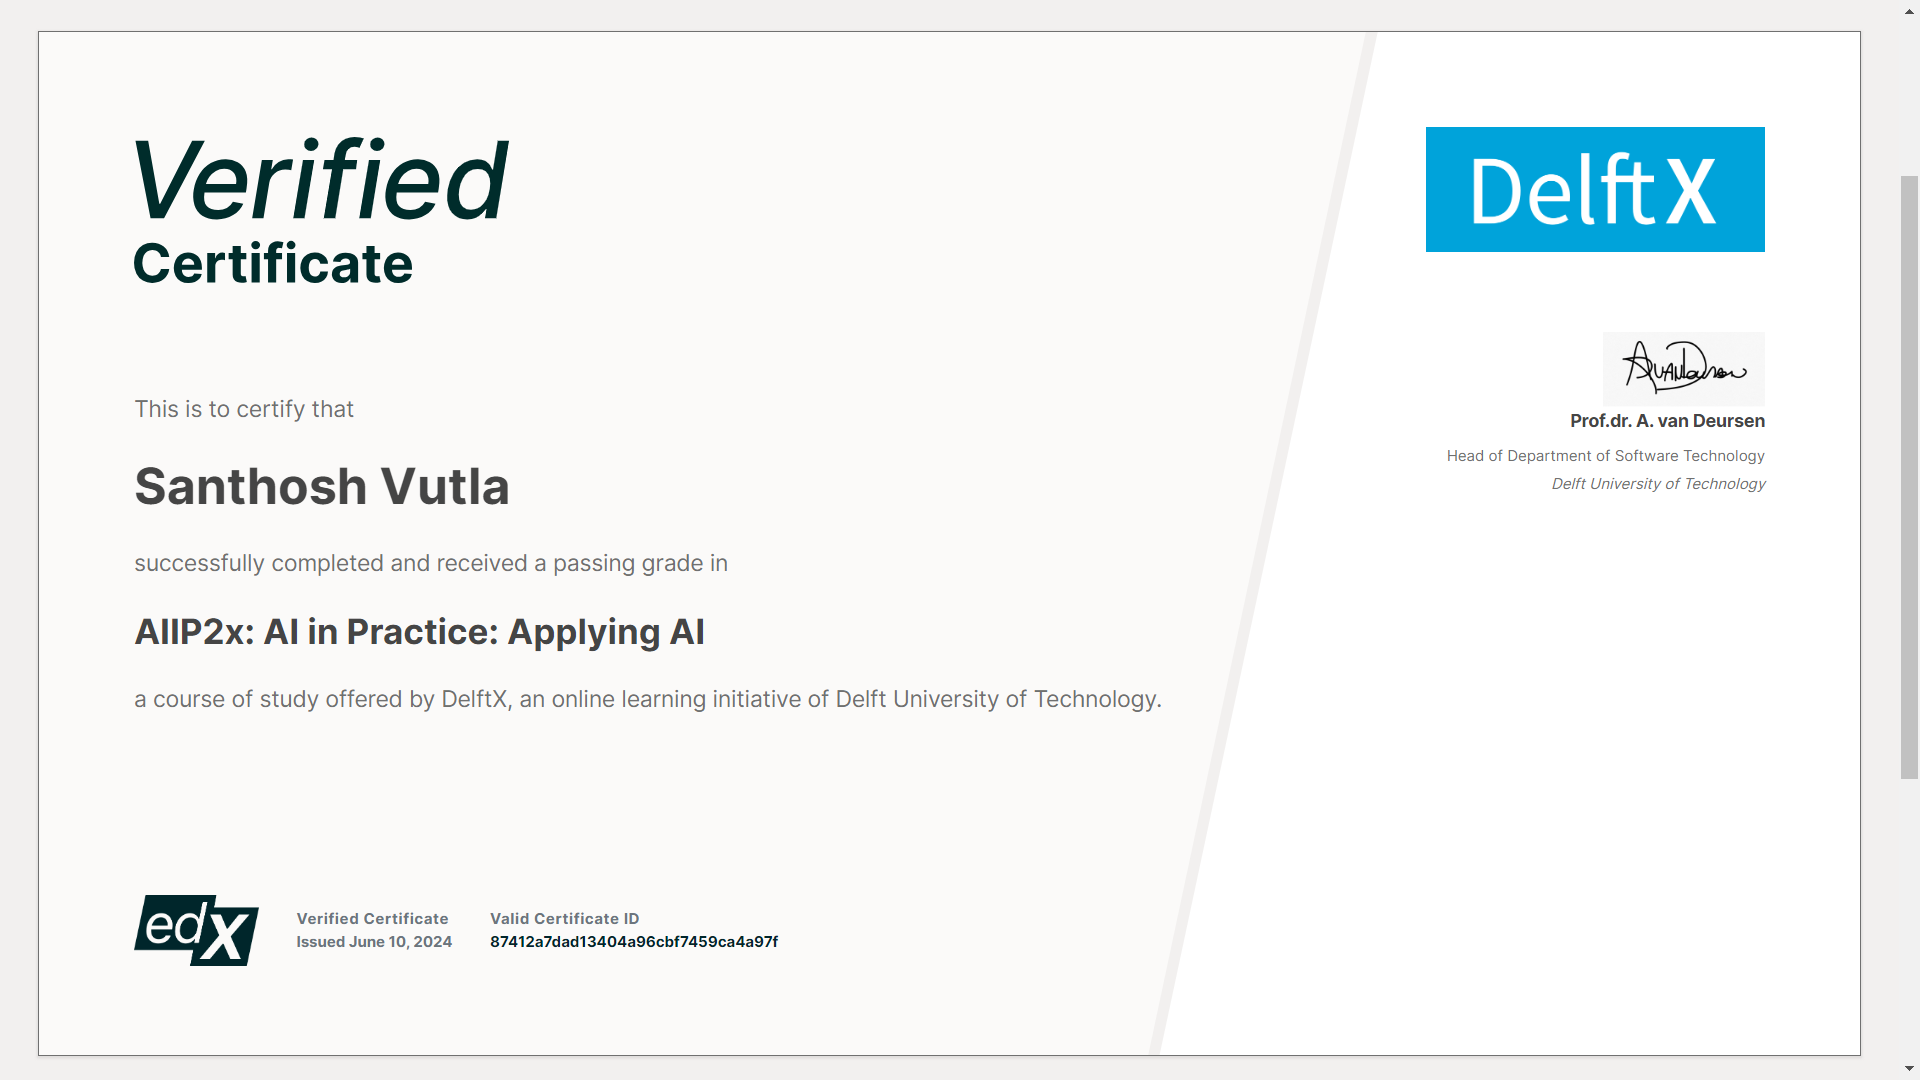 Verified
Certificate
This is to certify that
Santhosh Vutla
successfully completed and received a passing grade in
AIIP2x: AI in Practice: Applying AI
a course of study offered by DelftX, an online learning initiative of Delft University of Technology.
edX
Verified Certificate
Issued June 10, 2024
Valid Certificate ID
87412a7dad13404a96cbf7459ca4a97f
DelftX
AvanDeursen
Prof.dr. A. van Deursen
Head of Department of Software Technology
Delft University of Technology